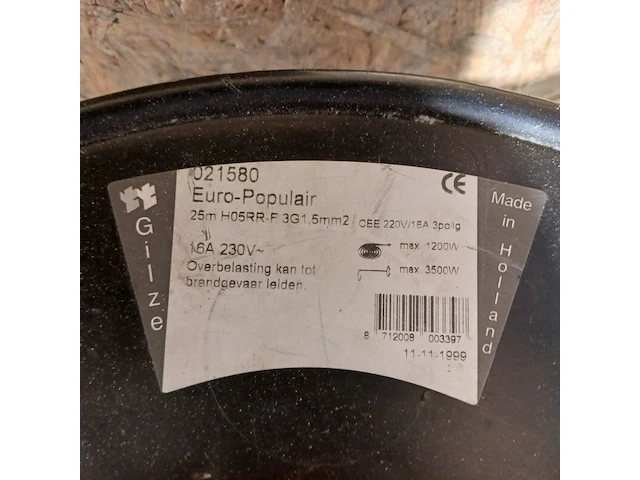 021580
Euro-Populair
25m H05RR-F 3G1,5mm2 / CEE 220V/16A 3polig
16A 230V~
max 1200W
max 3500W
Overbelasting kan tot
brandgevaar leiden.
8 712008 003397
11-11-1999
CE
Gilze
Made in Holland